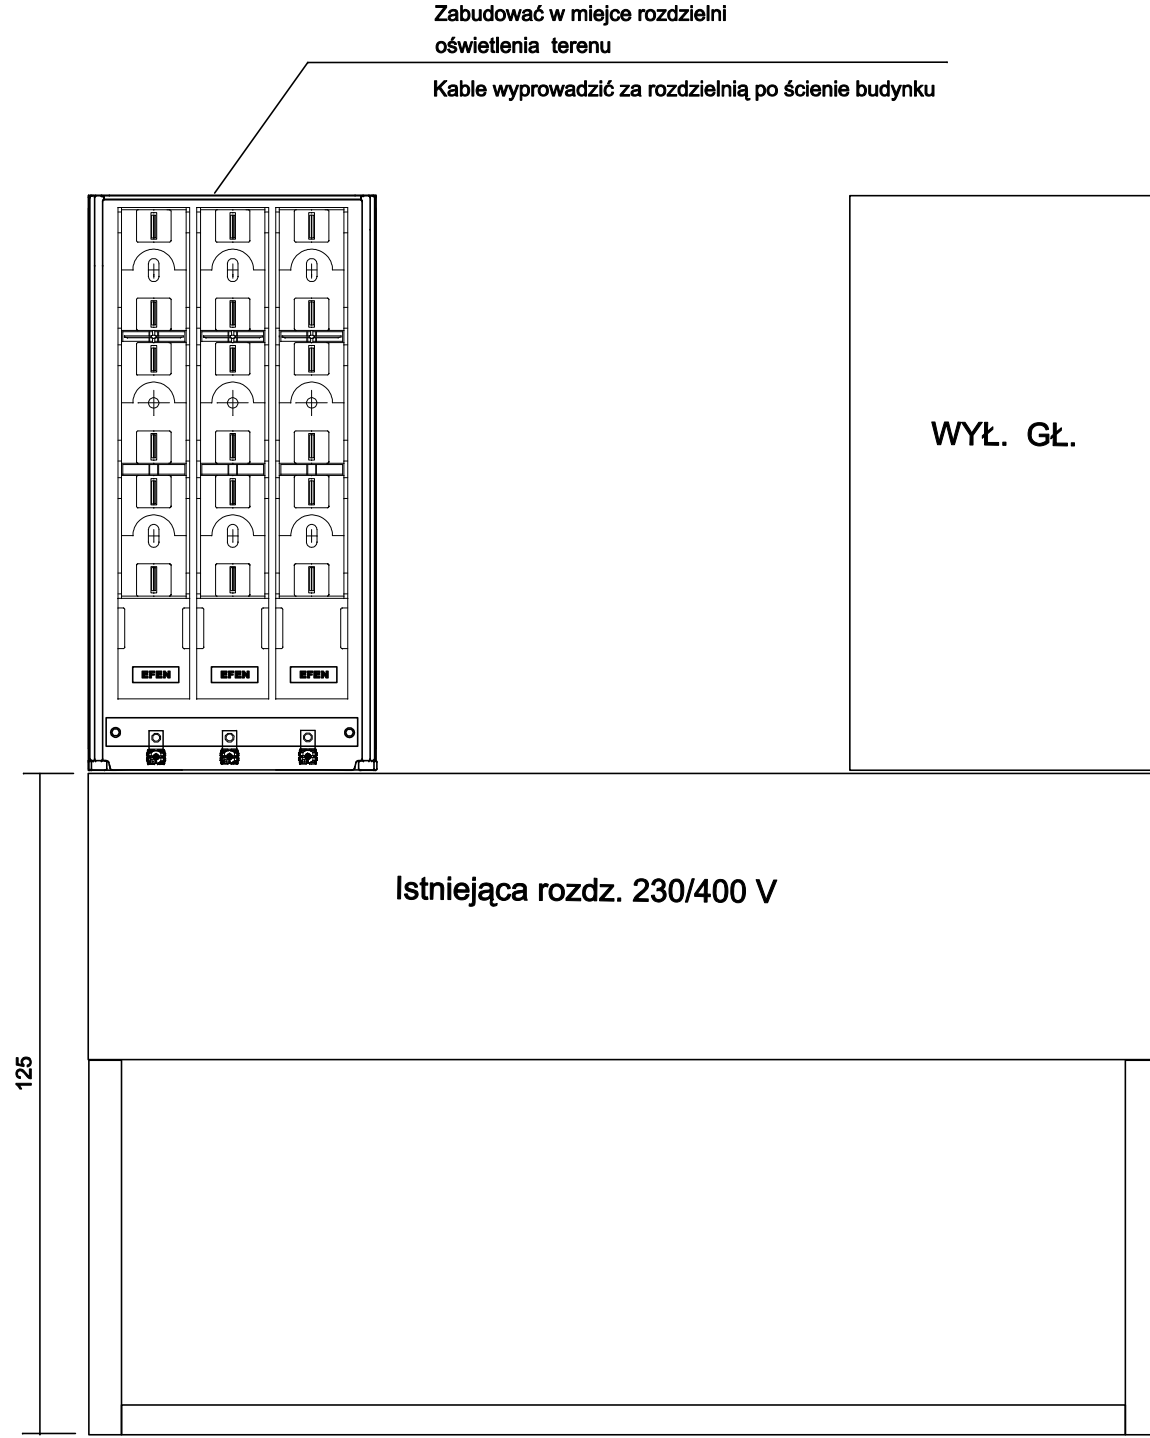 Zabudować w miejce rozdzielni
oświetlenia terenu
Kable wyprowadzić za rozdzielnią po ścienie budynku
WYŁ. GŁ.
EFEN EFEN EFEN
Istniejąca rozdz. 230/400 V
125